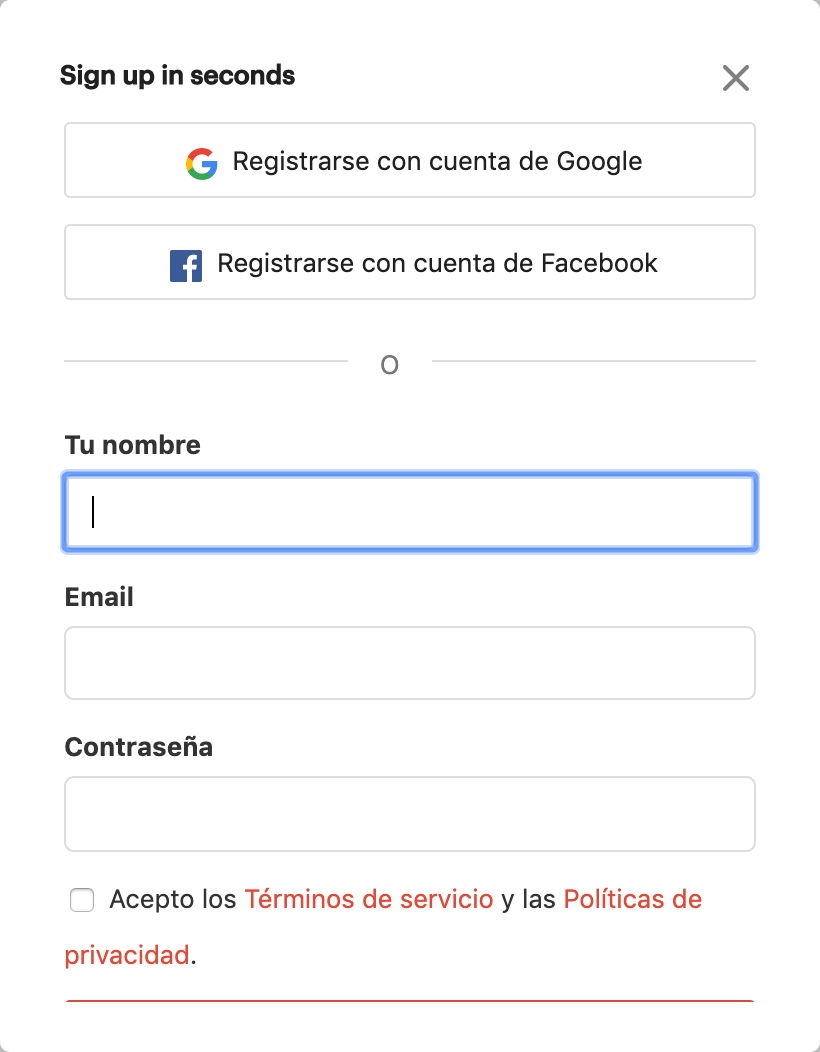 Sign up in seconds
Registrarse con cuenta de Google
Registrarse con cuenta de Facebook
O
Tu nombre
Email
Contraseña
Acepto los Términos de servicio y las Políticas de
privacidad.